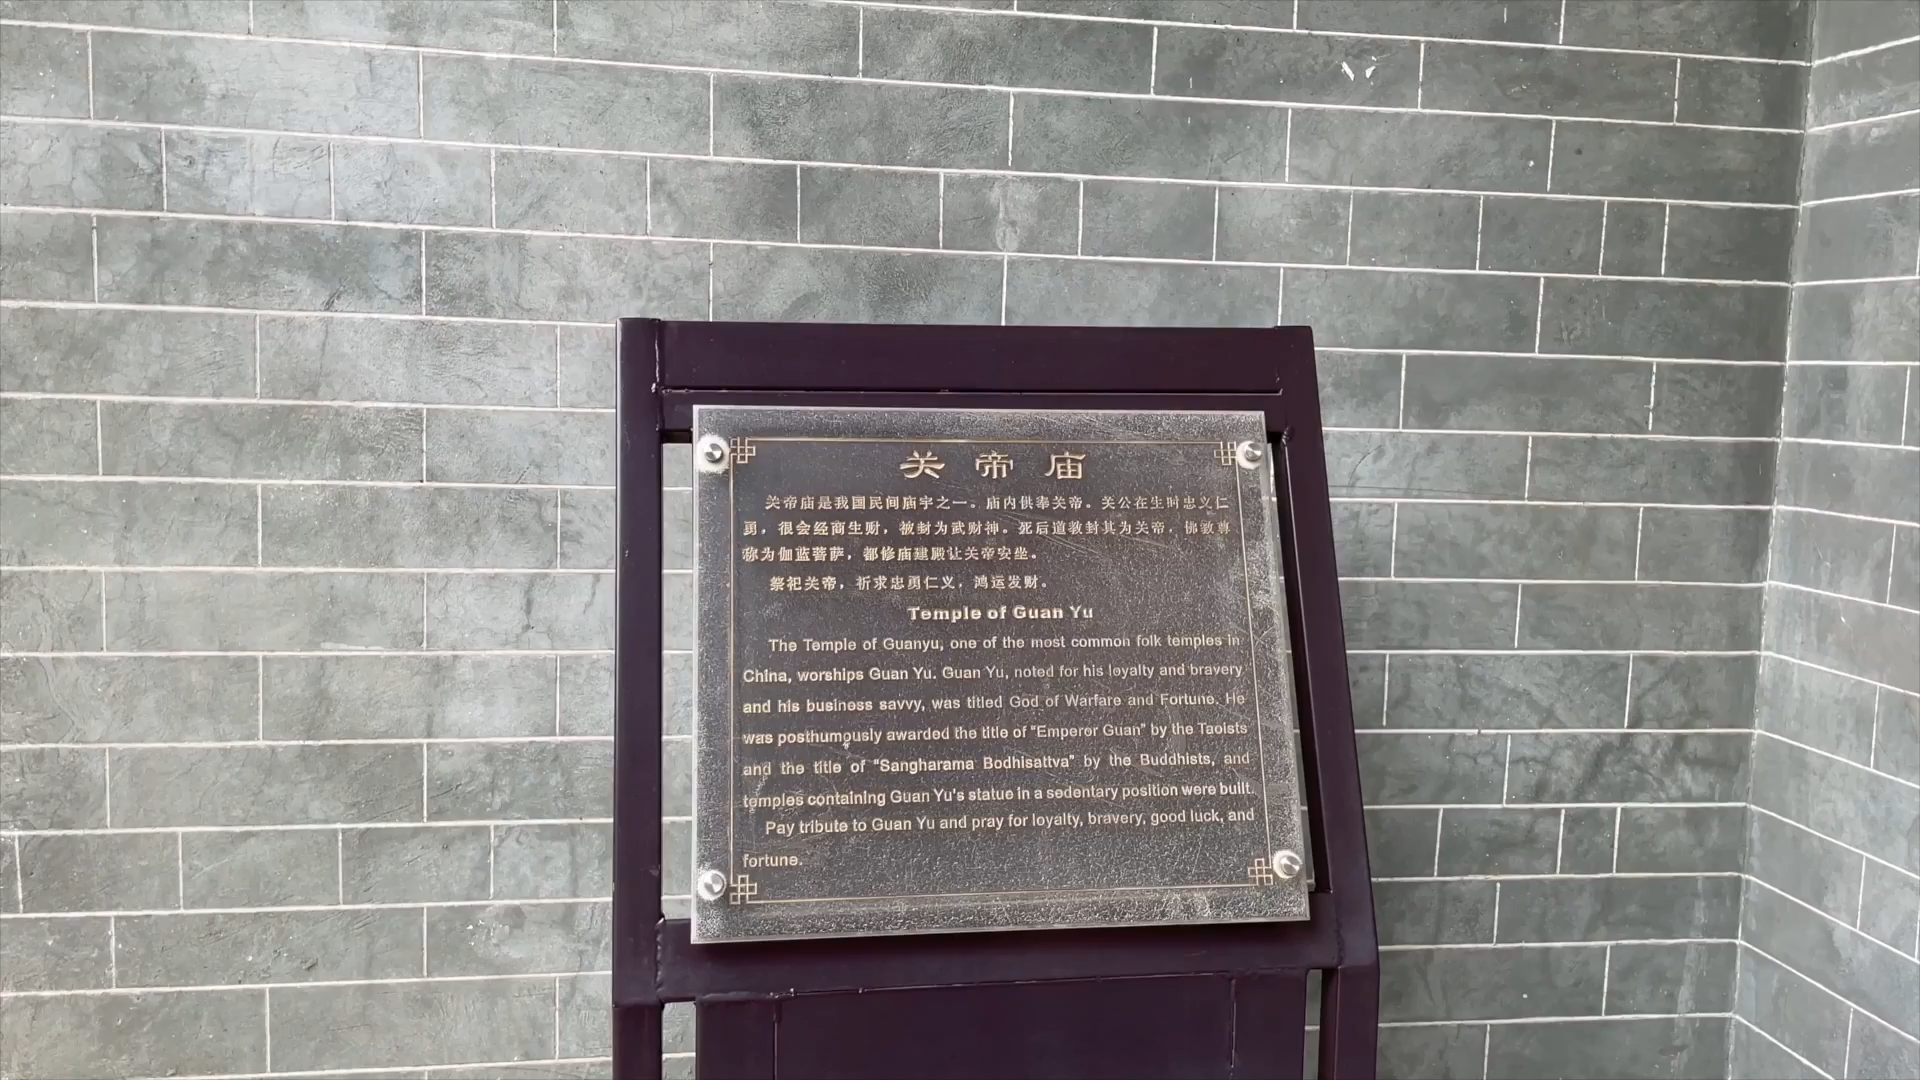 关帝庙
关帝庙是我国民间庙宇之一。庙内供奉关帝。关公在生时忠义仁
勇，很会经商生财，被封为武财神。死后道教封其为关帝，佛教尊
称为伽蓝菩萨，都修庙建殿让关帝安坐。
祭祀关帝，祈求忠勇仁义，鸿运发财。
Temple of Guan Yu
The Temple of Guanyu, one of the most common folk temples in
China, worships Guan Yu. Guan Yu, noted for his loyalty and bravery
and his business savvy, was titled God of Warfare and Fortune. He
was posthumously awarded the title of "Emperor Guan" by the Taoists
and the title of "Sangharama Bodhisattva" by the Buddhists, and
temples containing Guan Yu's statue in a sedentary position were built.
Pay tribute to Guan Yu and pray for loyalty, bravery, good luck, and
fortune.